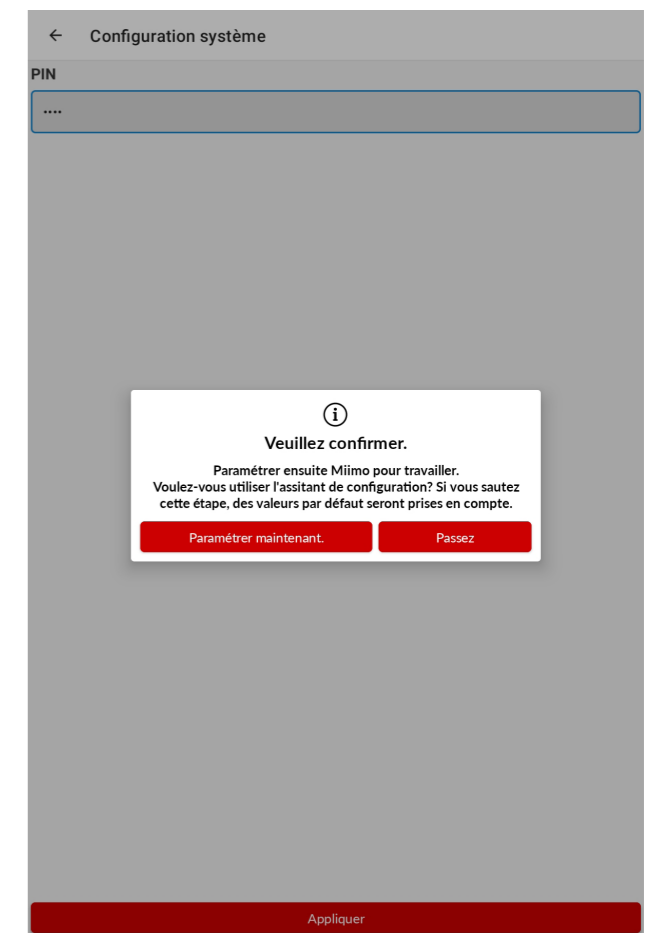 Configuration système
PIN
••••
Veuillez confirmer.
Paramétrer ensuite Miimo pour travailler.
Voulez-vous utiliser l'assitant de configuration? Si vous sautez
cette étape, des valeurs par défaut seront prises en compte.
Paramétrer maintenant.
Passez
Appliquer